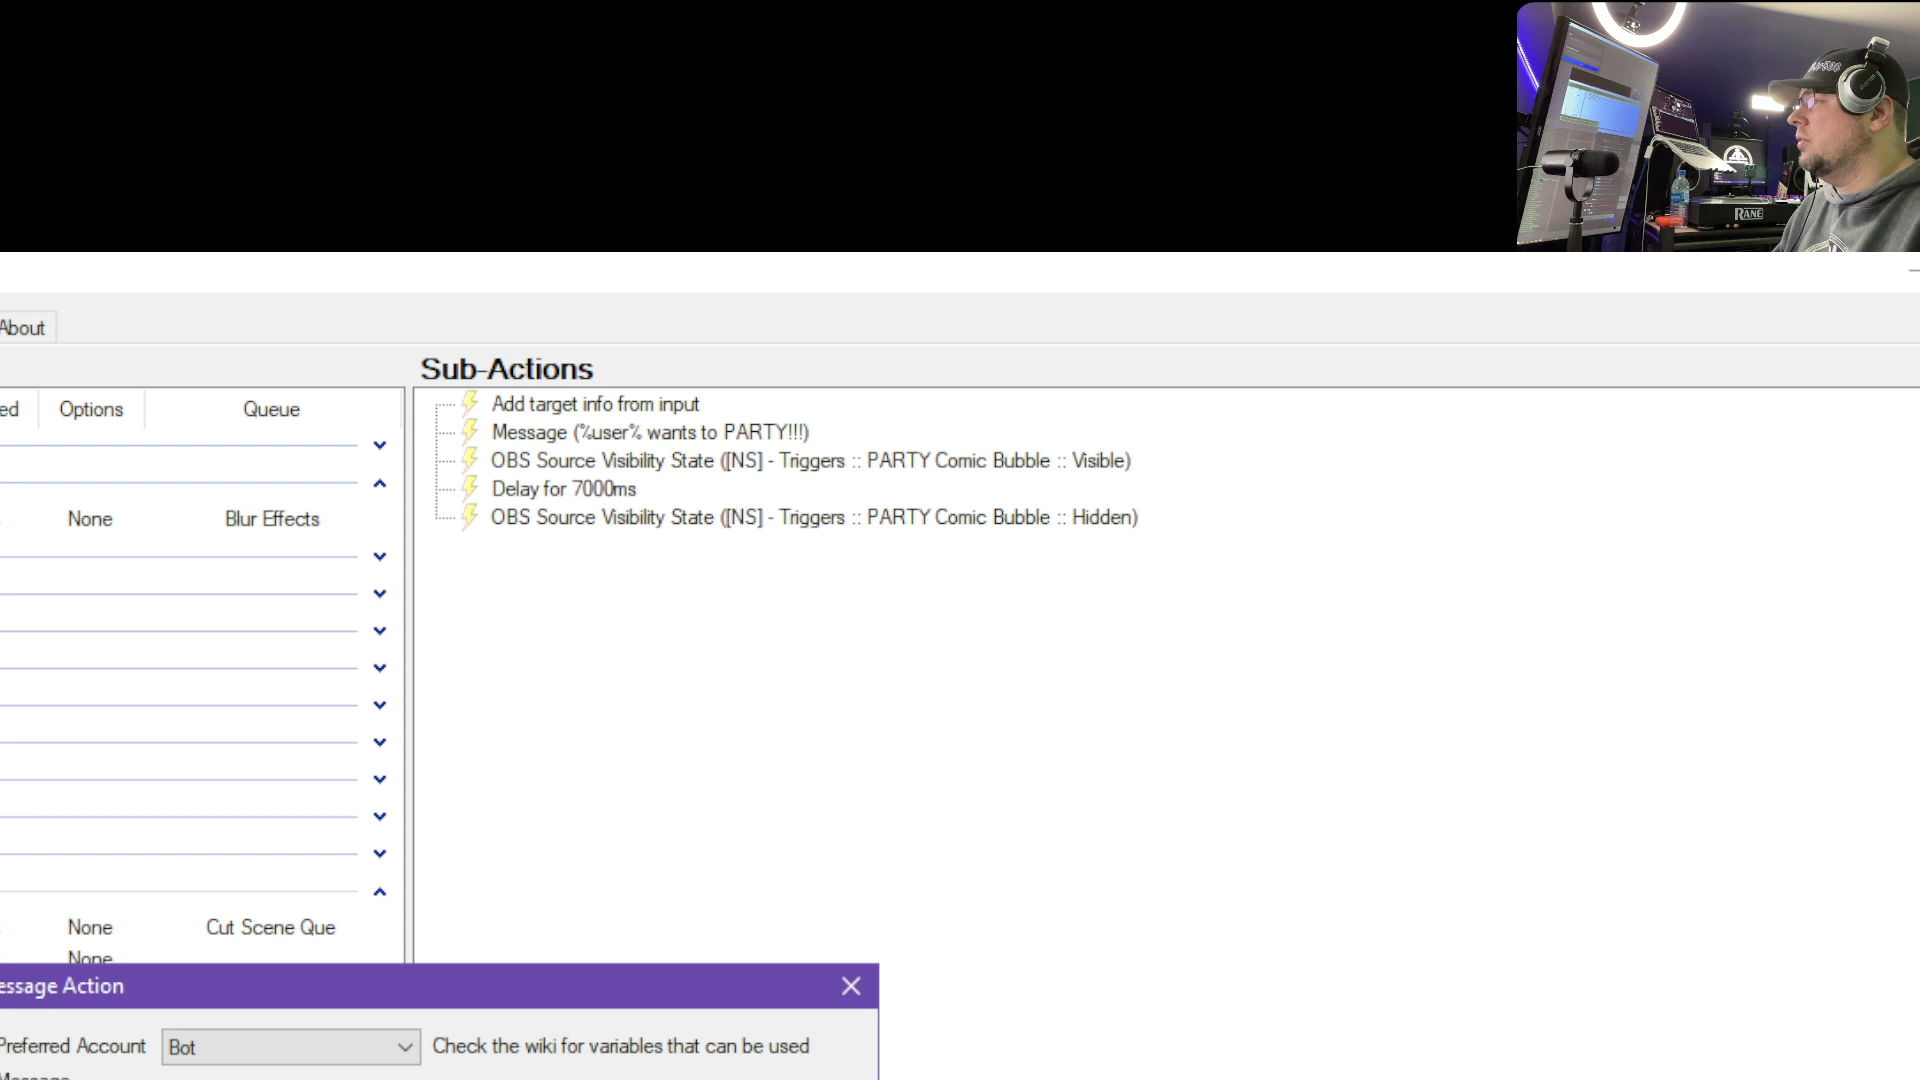 RANE
About
Sub-Actions
ed Options Queue
Add target info from input
Message (%user% wants to PARTY!!!)
OBS Source Visibility State ([NS] - Triggers :: PARTY Comic Bubble :: Visible)
Delay for 7000ms
OBS Source Visibility State ([NS] - Triggers :: PARTY Comic Bubble :: Hidden)
None Blur Effects
None Cut Scene Que
None
essage Action
Preferred Account Bot Check the wiki for variables that can be used
Message